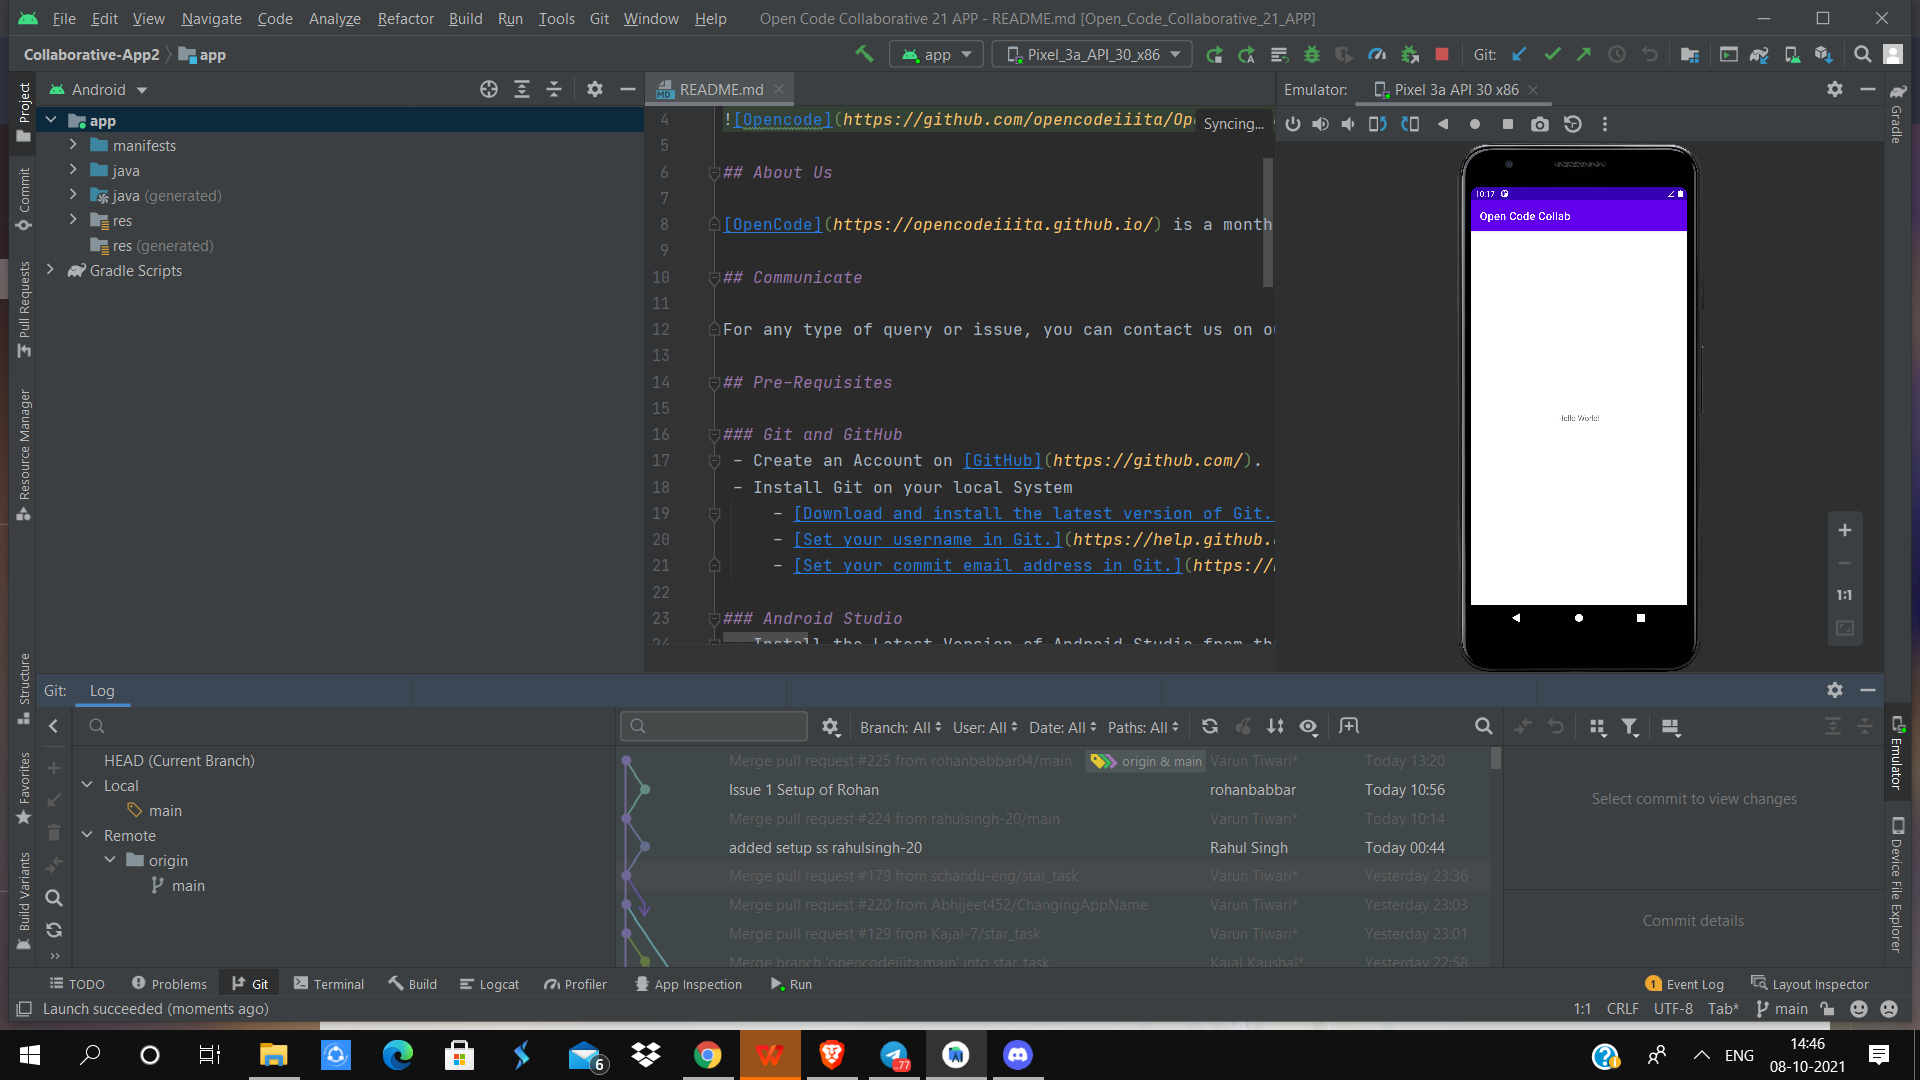 File Edit View Navigate Code Analyze Refactor Build Run Tools Git Window Help Open Code Collaborative 21 APP - README.md [Open_Code_Collaborative_21_APP]
Collaborative-App2 app
app Pixel_3a_API_30_x86 Git:
Project
Commit
Pull Requests
Resource Manager
Structure
Favorites
Build Variants
Android
app
manifests
java
java (generated)
res
res (generated)
Gradle Scripts
README.md
Syncing...
4 ![Opencode](https://github.com/opencodeiiita/Op
5
6 ## About Us
7
8 [OpenCode](https://opencodeiiita.github.io/) is a month
9
10 ## Communicate
11
12 For any type of query or issue, you can contact us on ou
13
14 ## Pre-Requisites
15
16 ### Git and GitHub
17 - Create an Account on [GitHub](https://github.com/).
18 - Install Git on your local System
19 - [Download and install the latest version of Git.
20 - [Set your username in Git.](https://help.github.
21 - [Set your commit email address in Git.](https://
22
23 ### Android Studio
24 Install the Latest Version of Android Studio from th
Emulator: Pixel 3a API 30 x86
10:17
Open Code Collab
Hello World!
1:1
Gradle
Emulator
Device File Explorer
Git: Log
Branch: All User: All Date: All Paths: All
HEAD (Current Branch)
Local
main
Remote
origin
main
Merge pull request #225 from rohanbabbar04/main origin & main Varun Tiwari* Today 13:20
Issue 1 Setup of Rohan rohanbabbar Today 10:56
Merge pull request #224 from rahulsingh-20/main Varun Tiwari* Today 10:14
added setup ss rahulsingh-20 Rahul Singh Today 00:44
Merge pull request #179 from schandu-eng/star_task Varun Tiwari* Yesterday 23:36
Merge pull request #220 from Abhijeet452/ChangingAppName Varun Tiwari* Yesterday 23:03
Merge pull request #129 from Kajal-7/star_task Varun Tiwari* Yesterday 23:01
Merge branch 'opencodeiiita:main' into star_task Kajal Kaushal* Yesterday 22:58
Select commit to view changes
Commit details
TODO Problems Git Terminal Build Logcat Profiler App Inspection Run 1 Event Log Layout Inspector
Launch succeeded (moments ago) 1:1 CRLF UTF-8 Tab* main
6
.77
ENG
14:46
08-10-2021